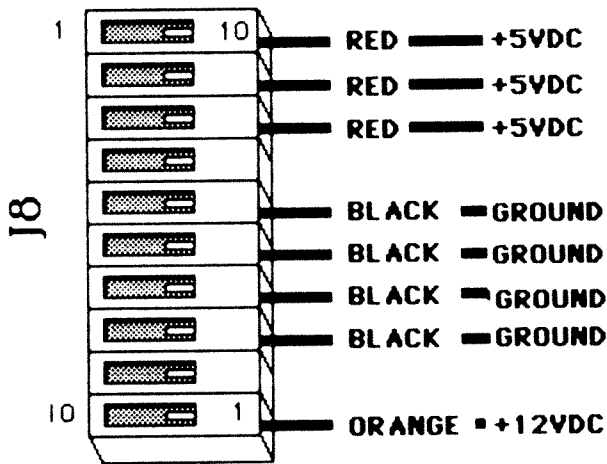 1 10 RED +5VDC
RED +5VDC
RED +5VDC
J8
BLACK GROUND
BLACK GROUND
BLACK GROUND
BLACK GROUND
10 1 ORANGE +12VDC